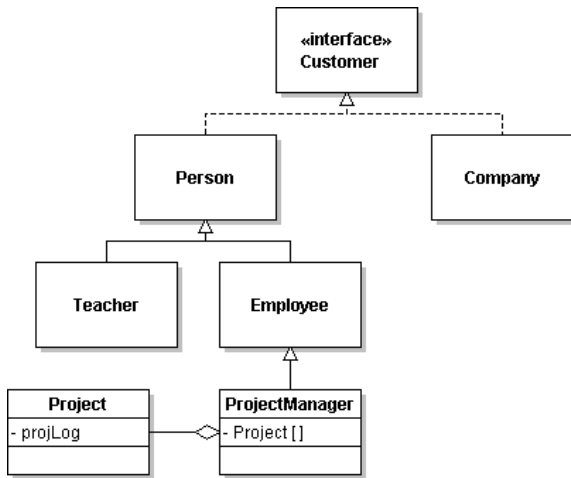 «interface»
Customer
Person
Company
Teacher
Employee
Project
- projLog
ProjectManager
- Project [ ]